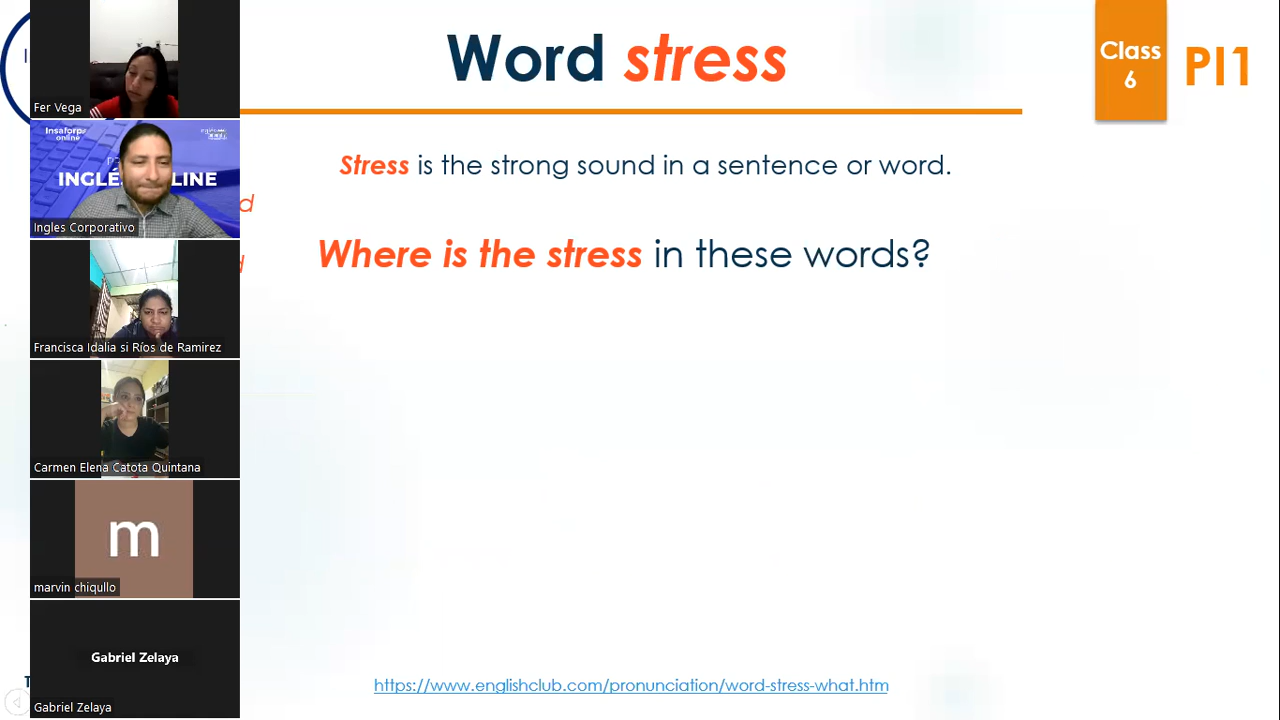 Word stress
Class
6
PI1
Stress is the strong sound in a sentence or word.
Where is the stress in these words?
https://www.englishclub.com/pronunciation/word-stress-what.htm
Fer Vega
Insaforp
online
Ingles Corporativo
Francisca Idalia si Ríos de Ramirez
Carmen Elena Catota Quintana
m
marvin chiqullo
Gabriel Zelaya
Gabriel Zelaya